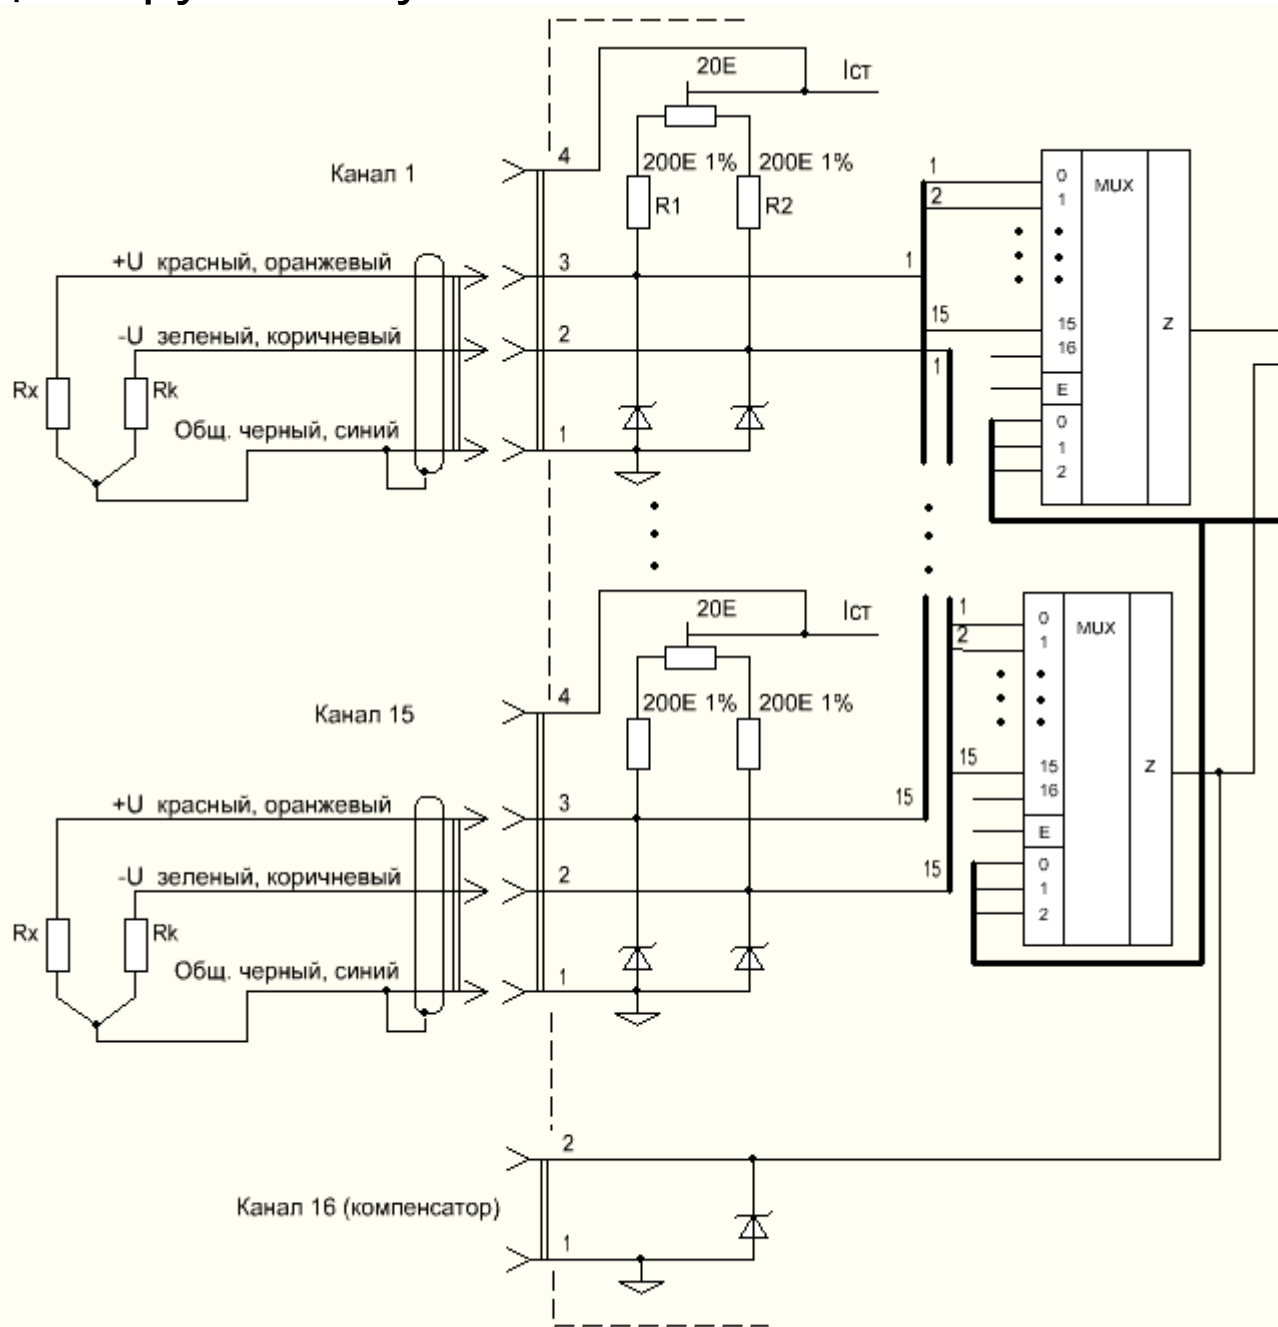 20E
Iст
4
Канал 1
200E 1%
200E 1%
R1
R2
1
2
0
1
MUX
+U красный, оранжевый
3
1
15
15
16
Z
-U зеленый, коричневый
2
1
Rx
Rk
E
Общ. черный, синий
1
0
1
2
20E
Iст
1
2
0
1
MUX
4
Канал 15
200E 1%
200E 1%
15
15
16
Z
+U красный, оранжевый
3
15
E
-U зеленый, коричневый
2
15
0
1
2
Rx
Rk
Общ. черный, синий
1
2
Канал 16 (компенсатор)
1